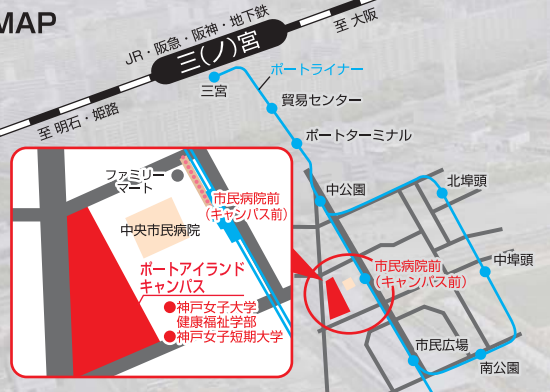 MAP
JR・阪急・阪神・地下鉄
至 大阪
三(ノ)宮
ポートライナー
三宮
貿易センター
至 明石・姫路
ポートターミナル
ファミリー
マート
中公園
北埠頭
市民病院前
(キャンパス前)
中央市民病院
ポートアイランド
キャンパス
市民病院前
(キャンパス前)
中埠頭
●神戸女子大学
健康福祉学部
●神戸女子短期大学
市民広場
南公園